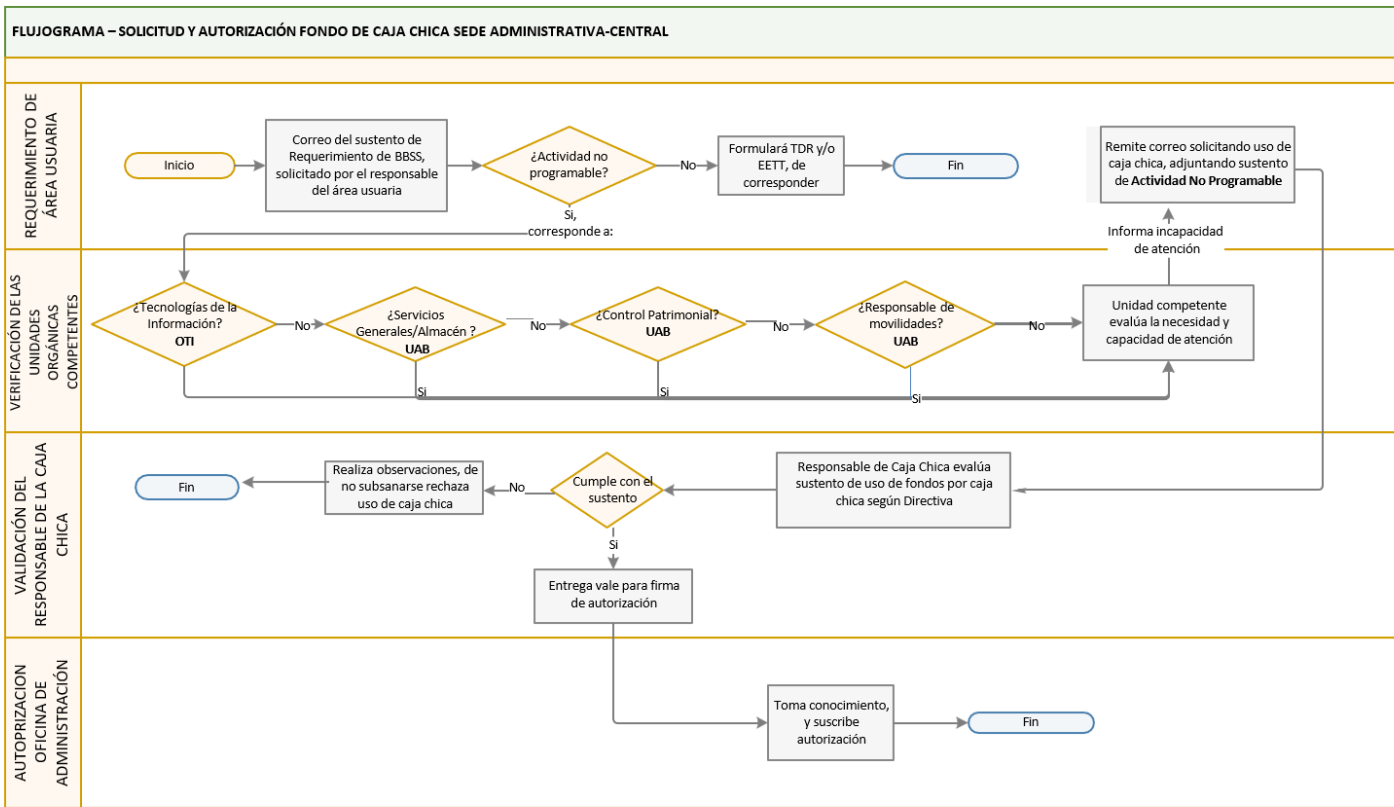 FLUJOGRAMA – SOLICITUD Y AUTORIZACIÓN FONDO DE CAJA CHICA SEDE ADMINISTRATIVA-CENTRAL
REQUERIMIENTO DE
ÁREA USUARIA
Inicio
Correo del sustento de
Requerimiento de BBSS,
solicitado por el responsable
del área usuaria
¿Actividad no
programable?
No
Formulará TDR y/o
EETT, de
corresponder
Fin
Remite correo solicitando uso de
caja chica, adjuntando sustento
de Actividad No Programable
Si,
corresponde a:
Informa incapacidad
de atención
VERIFICACIÓN DE LAS
UNIDADES
ORGÁNICAS
COMPETENTES
¿Tecnologías de la
Información?
OTI
No
¿Servicios
Generales/Almacén ?
UAB
No
¿Control Patrimonial?
UAB
No
¿Responsable de
movilidades?
UAB
No
Unidad competente
evalúa la necesidad y
capacidad de atención
Si
Si
Si
VALIDACIÓN DEL
RESPONSABLE DE LA CAJA
CHICA
Fin
Realiza observaciones, de
no subsanarse rechaza
uso de caja chica
No
Cumple con el
sustento
Responsable de Caja Chica evalúa
sustento de uso de fondos por caja
chica según Directiva
Si
Entrega vale para firma
de autorización
AUTOPRIZACION
OFICINA DE
ADMINISTRACIÓN
Toma conocimiento,
y suscribe
autorización
Fin